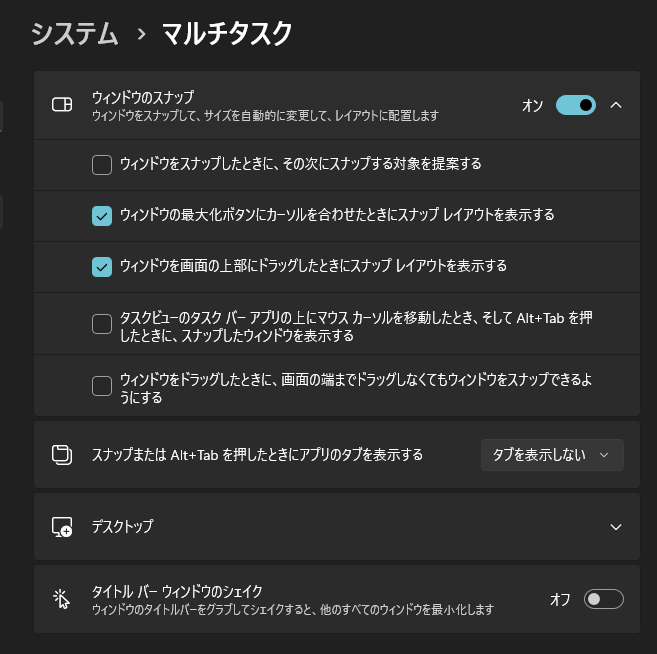 システム › マルチタスク
ウィンドウのスナップ
ウィンドウをスナップして、サイズを自動的に変更して、レイアウトに配置します
オン
ウィンドウをスナップしたときに、その次にスナップする対象を提案する
ウィンドウの最大化ボタンにカーソルを合わせたときにスナップ レイアウトを表示する
ウィンドウを画面の上部にドラッグしたときにスナップ レイアウトを表示する
タスクビューのタスク バー アプリの上にマウス カーソルを移動したとき、そして Alt+Tab を押
したときに、スナップしたウィンドウを表示する
ウィンドウをドラッグしたときに、画面の端までドラッグしなくてもウィンドウをスナップできるよ
うにする
スナップまたは Alt+Tab を押したときにアプリのタブを表示する
タブを表示しない
デスクトップ
タイトル バー ウィンドウのシェイク
ウィンドウのタイトルバーをグラブしてシェイクすると、他のすべてのウィンドウを最小化します
オフ